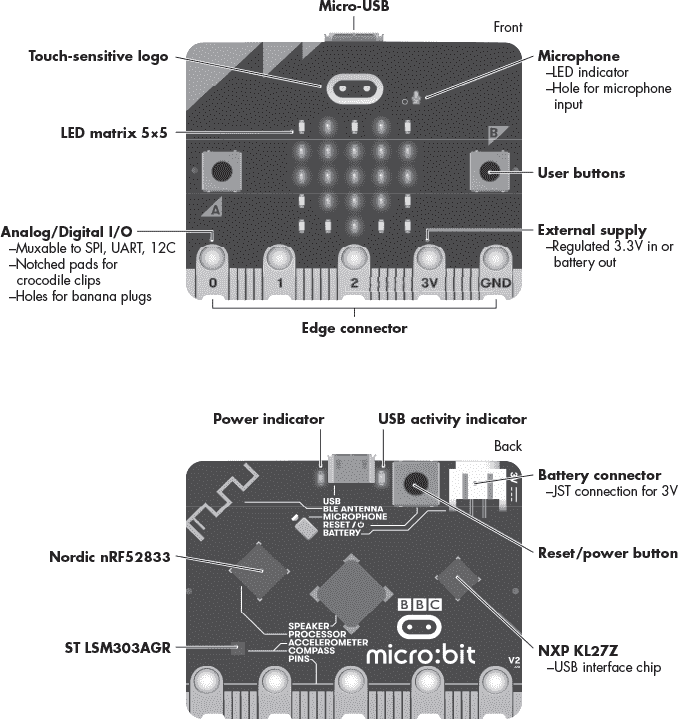 Micro-USB
Front
Touch-sensitive logo
Microphone
–LED indicator
–Hole for microphone
input
LED matrix 5×5
B
User buttons
A
Analog/Digital I/O
–Muxable to SPI, UART, 12C
–Notched pads for
crocodile clips
–Holes for banana plugs
External supply
–Regulated 3.3V in or
battery out
0
1
2
3V
GND
Edge connector
Power indicator
USB activity indicator
Back
Battery connector
–JST connection for 3V
3V
USB
BLE ANTENNA
MICROPHONE
RESET /
BATTERY
Reset/power button
Nordic nRF52833
BBC
micro:bit
SPEAKER
PROCESSOR
ACCELEROMETER
COMPASS
PINS
ST LSM303AGR
NXP KL27Z
–USB interface chip
V2